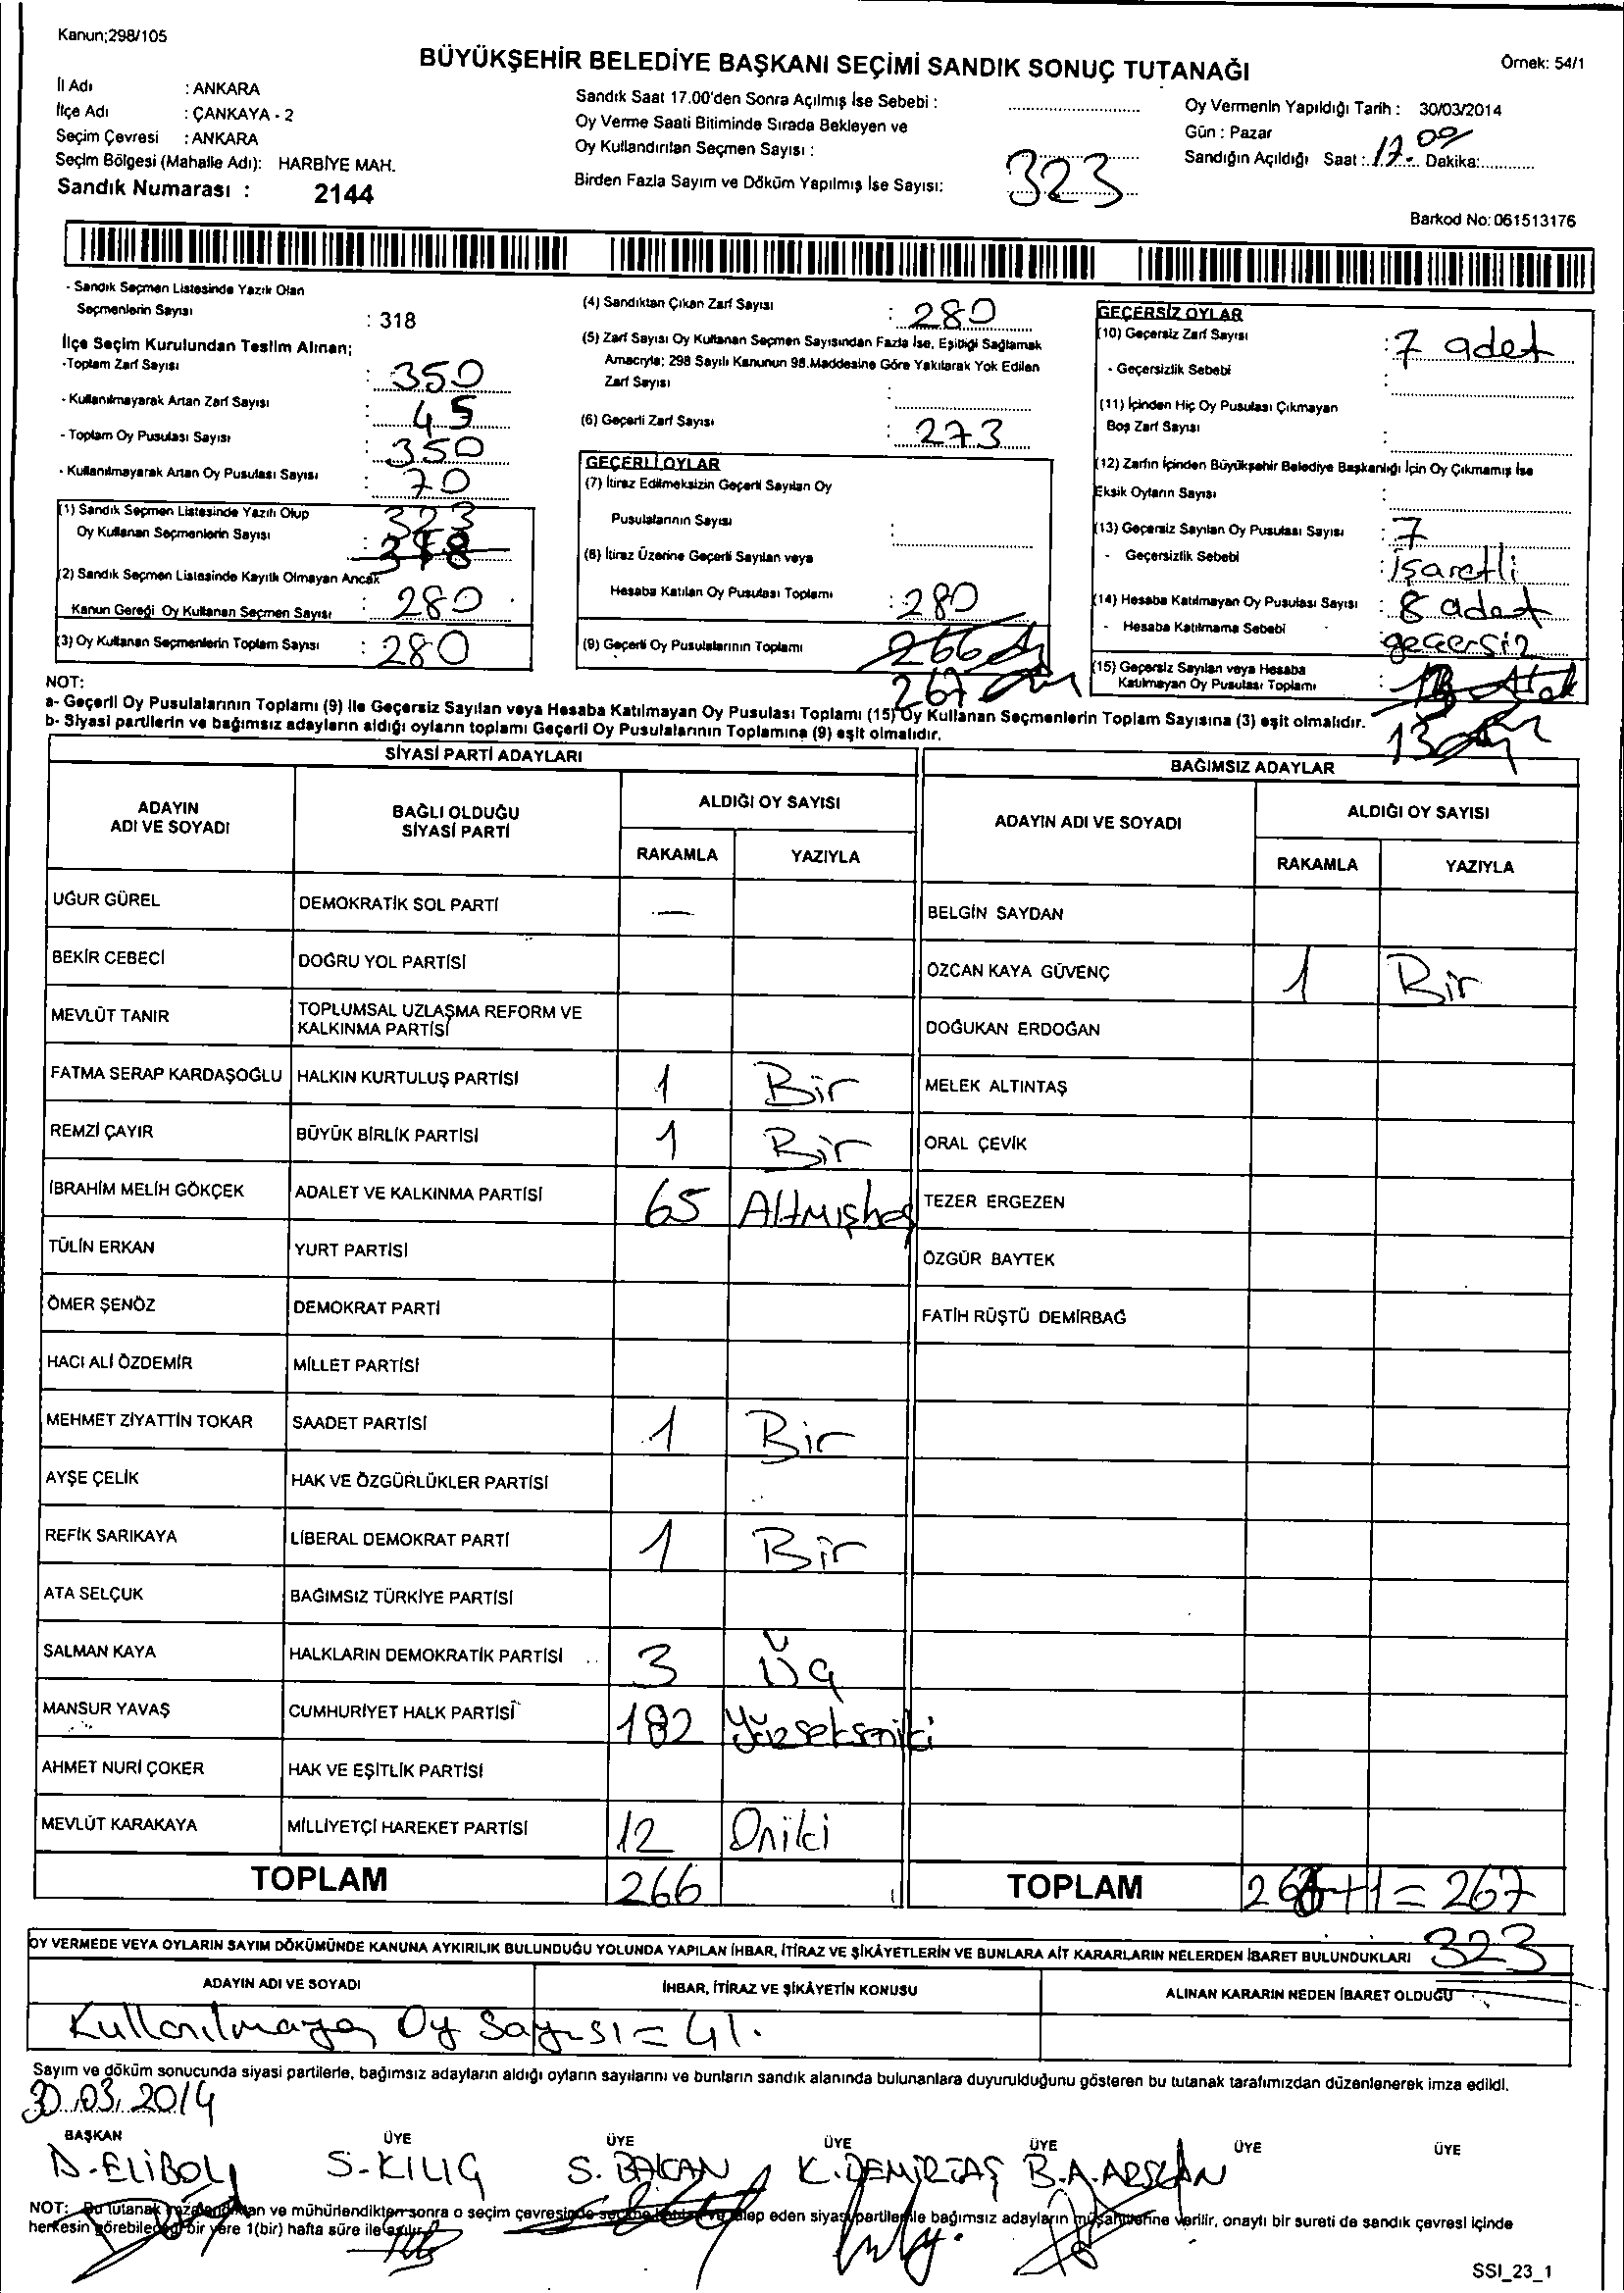 Kanun;298/105
BÜYÜKŞEHİR BELEDİYE BAŞKANI SEÇİMİ SANDIK SONUÇ TUTANAĞI
Örnek: 54/1
İl Adı : ANKARA
İlçe Adı : ÇANKAYA - 2
Seçim Çevresi : ANKARA
Seçim Bölgesi (Mahalle Adı): HARBİYE MAH.
Sandık Numarası : 2144
Sandık Saat 17.00'den Sonra Açılmış İse Sebebi :
Oy Verme Saati Bitiminde Sırada Bekleyen ve
Oy Kullandırılan Seçmen Sayısı :
Birden Fazla Sayım ve Döküm Yapılmış İse Sayısı: 323
Oy Vermenin Yapıldığı Tarih : 30/03/2014
Gün : Pazar
Sandığın Açıldığı Saat : 17.00 Dakika:
Barkod No: 061513176
- Sandık Seçmen Listesinde Yazılı Olan
Seçmenlerin Sayısı : 318
İlçe Seçim Kurulundan Teslim Alınan;
-Toplam Zarf Sayısı : 350
- Kullanılmayarak Artan Zarf Sayısı : 45
- Toplam Oy Pusulası Sayısı : 350
- Kullanılmayarak Artan Oy Pusulası Sayısı : 70
(1) Sandık Seçmen Listesinde Yazılı Olup 323
Oy Kullanan Seçmenlerin Sayısı :
(2) Sandık Seçmen Listesinde Kayıtlı Olmayan Ancak
Kanun Gereği Oy Kullanan Seçmen Sayısı : 280
(3) Oy Kullanan Seçmenlerin Toplam Sayısı : 280
(4) Sandıktan Çıkan Zarf Sayısı : 280
(5) Zarf Sayısı Oy Kullanan Seçmen Sayısından Fazla İse, Eşitliği Sağlamak
Amacıyla; 298 Sayılı Kanunun 98.Maddesine Göre Yakılarak Yok Edilen
Zarf Sayısı :
(6) Geçerli Zarf Sayısı : 273
GEÇERLİ OYLAR
(7) İtiraz Edilmeksizin Geçerli Sayılan Oy
Pusulalarının Sayısı :
(8) İtiraz Üzerine Geçerli Sayılan veya
Hesaba Katılan Oy Pusulası Toplamı : 280
(9) Geçerli Oy Pusulalarının Toplamı 266
267
GEÇERSİZ OYLAR
(10) Geçersiz Zarf Sayısı : 7 adet
- Geçersizlik Sebebi :
(11) İçinden Hiç Oy Pusulası Çıkmayan
Boş Zarf Sayısı :
(12) Zarfın İçinden Büyükşehir Belediye Başkanlığı İçin Oy Çıkmamış İse
Eksik Oyların Sayısı :
(13) Geçersiz Sayılan Oy Pusulası Sayısı : 7
- Geçersizlik Sebebi : işaretli
(14) Hesaba Katılmayan Oy Pusulası Sayısı : 8 adet
- Hesaba Katılmama Sebebi : geçersiz
(15) Geçersiz Sayılan veya Hesaba
Katılmayan Oy Pusulası Toplamı :
13
NOT:
a- Geçerli Oy Pusulalarının Toplamı (9) ile Geçersiz Sayılan veya Hesaba Katılmayan Oy Pusulası Toplamı (15) Oy Kullanan Seçmenlerin Toplam Sayısına (3) eşit olmalıdır.
b- Siyasi partilerin ve bağımsız adayların aldığı oyların toplamı Geçerli Oy Pusulalarının Toplamına (9) eşit olmalıdır.
SİYASİ PARTİ ADAYLARI
BAĞIMSIZ ADAYLAR
ADAYIN ADI VE SOYADI BAĞLI OLDUĞU SİYASİ PARTİ ALDIĞI OY SAYISI RAKAMLA YAZIYLA
ADAYIN ADI VE SOYADI ALDIĞI OY SAYISI RAKAMLA YAZIYLA
UĞUR GÜREL DEMOKRATİK SOL PARTİ — BELGİN SAYDAN
BEKİR CEBECİ DOĞRU YOL PARTİSİ ÖZCAN KAYA GÜVENÇ 1 Bir
MEVLÜT TANIR TOPLUMSAL UZLAŞMA REFORM VE KALKINMA PARTİSİ DOĞUKAN ERDOĞAN
FATMA SERAP KARDAŞOĞLU HALKIN KURTULUŞ PARTİSİ 1 Bir MELEK ALTINTAŞ
REMZİ ÇAYIR BÜYÜK BİRLİK PARTİSİ 1 Bir ORAL ÇEVİK
İBRAHİM MELİH GÖKÇEK ADALET VE KALKINMA PARTİSİ 65 Altmışbeş TEZER ERGEZEN
TÜLİN ERKAN YURT PARTİSİ ÖZGÜR BAYTEK
ÖMER ŞENÖZ DEMOKRAT PARTİ FATİH RÜŞTÜ DEMİRBAĞ
HACI ALİ ÖZDEMİR MİLLET PARTİSİ
MEHMET ZİYATTİN TOKAR SAADET PARTİSİ 1 Bir
AYŞE ÇELİK HAK VE ÖZGÜRLÜKLER PARTİSİ
REFİK SARIKAYA LİBERAL DEMOKRAT PARTİ 1 Bir
ATA SELÇUK BAĞIMSIZ TÜRKİYE PARTİSİ
SALMAN KAYA HALKLARIN DEMOKRATİK PARTİSİ 3 Üç
MANSUR YAVAŞ CUMHURİYET HALK PARTİSİ 182 Yüzsekseniki
AHMET NURİ ÇOKER HAK VE EŞİTLİK PARTİSİ
MEVLÜT KARAKAYA MİLLİYETÇİ HAREKET PARTİSİ 12 Oniki
TOPLAM 266 TOPLAM 266+1 = 267
OY VERMEDE VEYA OYLARIN SAYIM DÖKÜMÜNDE KANUNA AYKIRILIK BULUNDUĞU YOLUNDA YAPILAN İHBAR, İTİRAZ VE ŞİKÂYETLERİN VE BUNLARA AİT KARARLARIN NELERDEN İBARET BULUNDUKLARI 323
ADAYIN ADI VE SOYADI İHBAR, İTİRAZ VE ŞİKÂYETİN KONUSU ALINAN KARARIN NEDEN İBARET OLDUĞU
Kullanılmayan Oy Sayısı = 41.
Sayım ve döküm sonucunda siyasi partilerle, bağımsız adayların aldığı oyların sayılarını ve bunların sandık alanında bulunanlara duyurulduğunu gösteren bu tutanak tarafımızdan düzenlenerek imza edildi.
30.03.2014
BAŞKAN ÜYE ÜYE ÜYE ÜYE ÜYE ÜYE
D.ELİBOL S.KILIÇ S. BAKAN K.DEMİRTAŞ B.A.ARSLAN
NOT: Bu tutanak ve mühürlendikten sonra o seçim çevresinde talep eden siyasi partiler ile bağımsız adayların müşahitlerine verilir, onaylı bir sureti de sandık çevresi içinde
herkesin görebileceği bir yere 1(bir) hafta süre ile asılır.
SSI_23_1